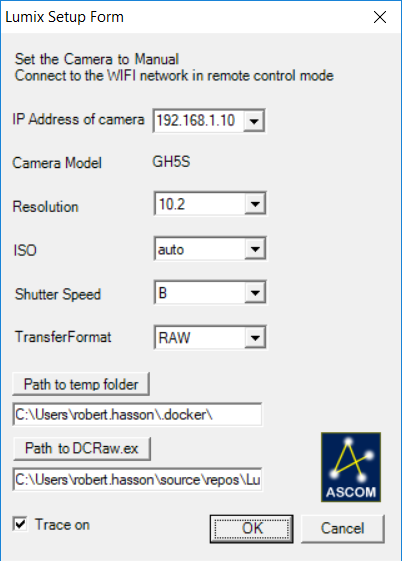 Lumix Setup Form
Set the Camera to Manual
Connect to the WIFI network in remote control mode
IP Address of camera 192.168.1.10
Camera Model GH5S
Resolution 10.2
ISO auto
Shutter Speed B
TransferFormat RAW
Path to temp folder
C:\Users\robert.hasson\.docker\
Path to DCRaw.ex
C:\Users\robert.hasson\source\repos\Lu
ASCOM
Trace on OK Cancel